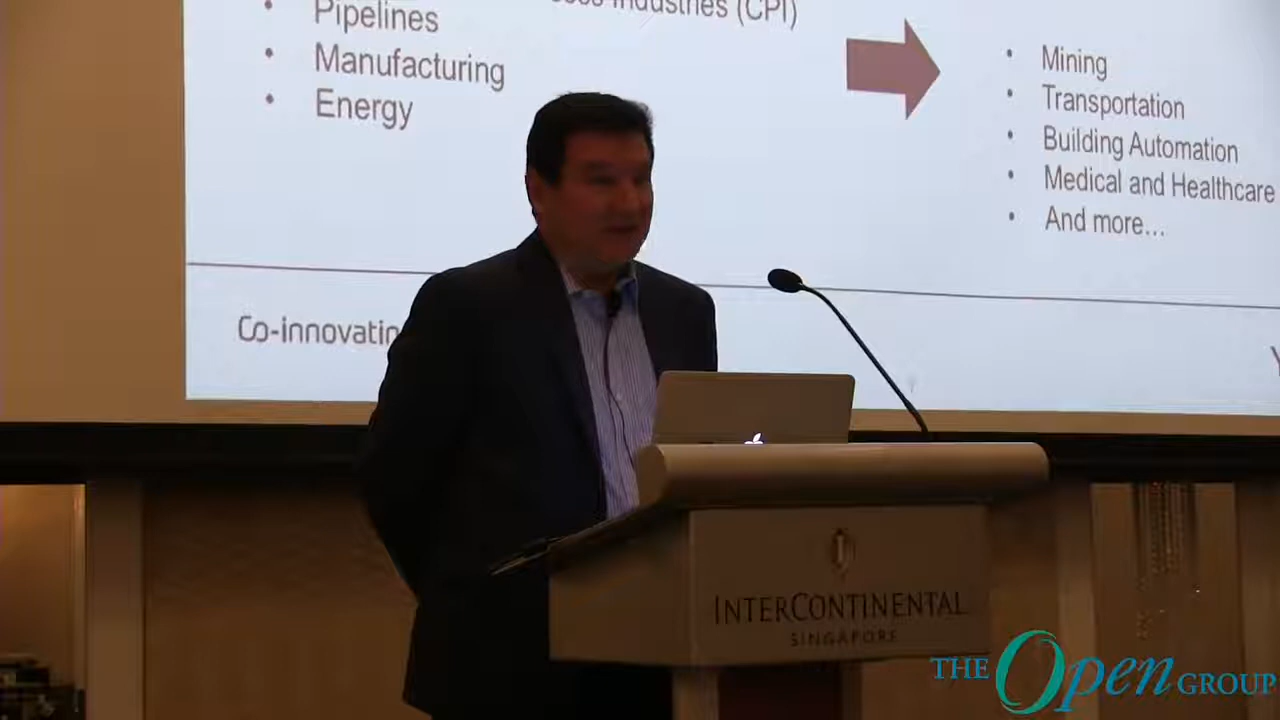 Industries (CPI)
Pipelines
Manufacturing
Energy
Mining
Transportation
Building Automation
Medical and Healthcare
And more...
Co-innovatin
INTERCONTINENTAL
SINGAPORE
THE Open GROUP